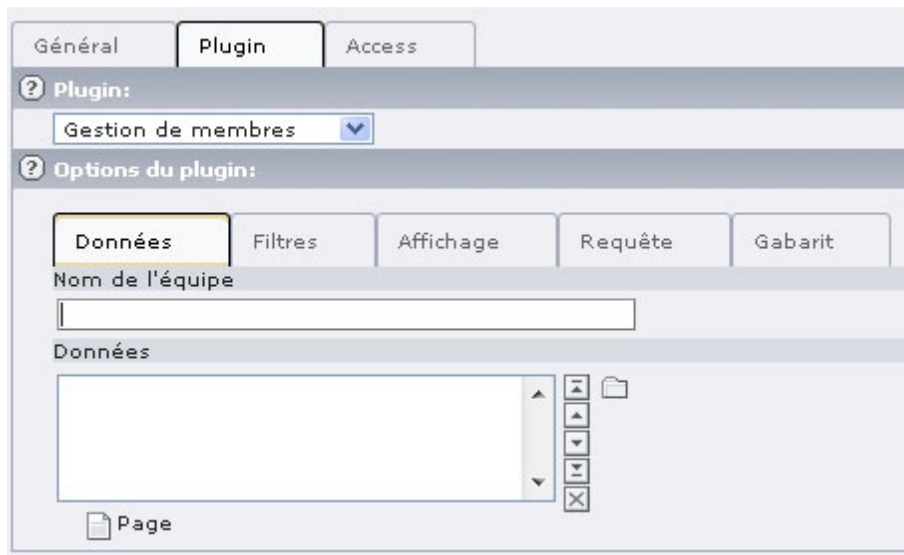 Général Plugin Access
? Plugin:
Gestion de membres
? Options du plugin:
Données Filtres Affichage Requête Gabarit
Nom de l'équipe
Données
Page